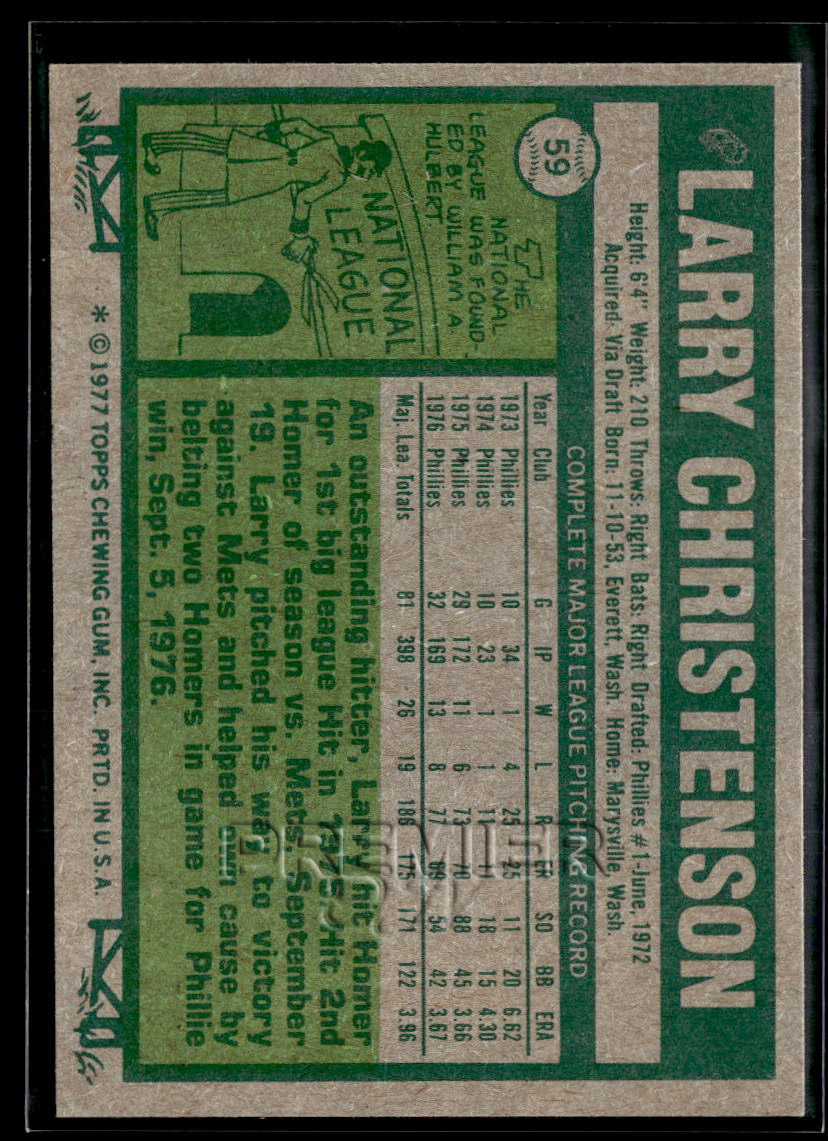 59
LARRY CHRISTENSON
Height: 6'4" Weight: 210 Throws: Right Bats: Right Drafted: Phillies #1-June, 1972
Acquired: Via Draft Born: 11-10-53, Everett, Wash. Home: Marysville, Wash.
COMPLETE MAJOR LEAGUE PITCHING RECORD
Year Club G IP W L R ER SO BB ERA
1973 Phillies 10 34 1 4 25 25 11 20 6.62
1974 Phillies 10 23 1 1 11 11 18 15 4.30
1975 Phillies 29 172 11 6 73 70 88 45 3.66
1976 Phillies 32 169 13 8 77 69 54 42 3.67
Maj. Lea. Totals 81 398 26 19 186 175 171 122 3.96
THE
NATIONAL
LEAGUE WAS FOUND-
ED BY WILLIAM A.
HULBERT
NATIONAL
LEAGUE
An outstanding hitter, Larry hit Homer
for 1st big league Hit in 1975. Hit 2nd
Homer of season vs. Mets, September
19. Larry pitched his way to victory
against Mets and helped own cause by
belting two Homers in game for Phillie
win, Sept. 5, 1976.
* © 1977 TOPPS CHEWING GUM, INC. PRTD. IN U.S.A.
PREMIER